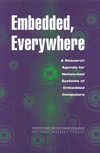 Embedded,
Everywhere
A Research
Agenda for
Networked
Systems of
Embedded
Computers